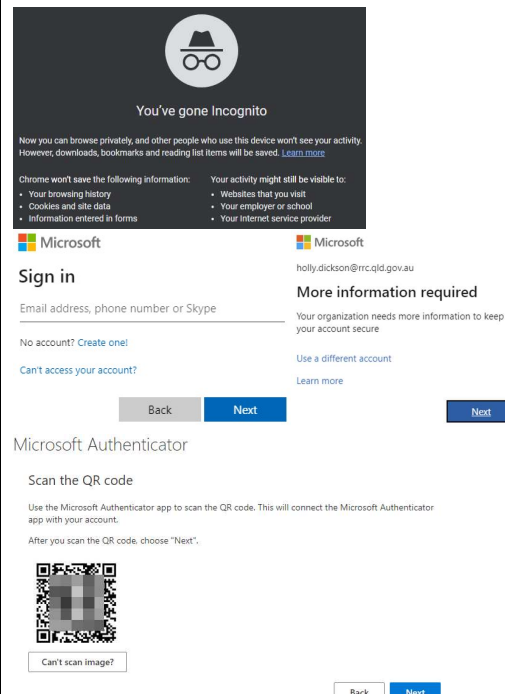 You've gone Incognito
Now you can browse privately, and other people who use this device won't see your activity.
However, downloads, bookmarks and reading list items will be saved. Learn more
Chrome won't save the following information:
• Your browsing history
• Cookies and site data
• Information entered in forms
Your activity might still be visible to:
• Websites that you visit
• Your employer or school
• Your Internet service provider
Microsoft
Sign in
Email address, phone number or Skype
No account? Create one!
Can't access your account?
Back
Next
Microsoft
holly.dickson@rrc.qld.gov.au
More information required
Your organization needs more information to keep
your account secure
Use a different account
Learn more
Next
Microsoft Authenticator
Scan the QR code
Use the Microsoft Authenticator app to scan the QR code. This will connect the Microsoft Authenticator
app with your account.
After you scan the QR code, choose "Next".
Can't scan image?
Back
Next